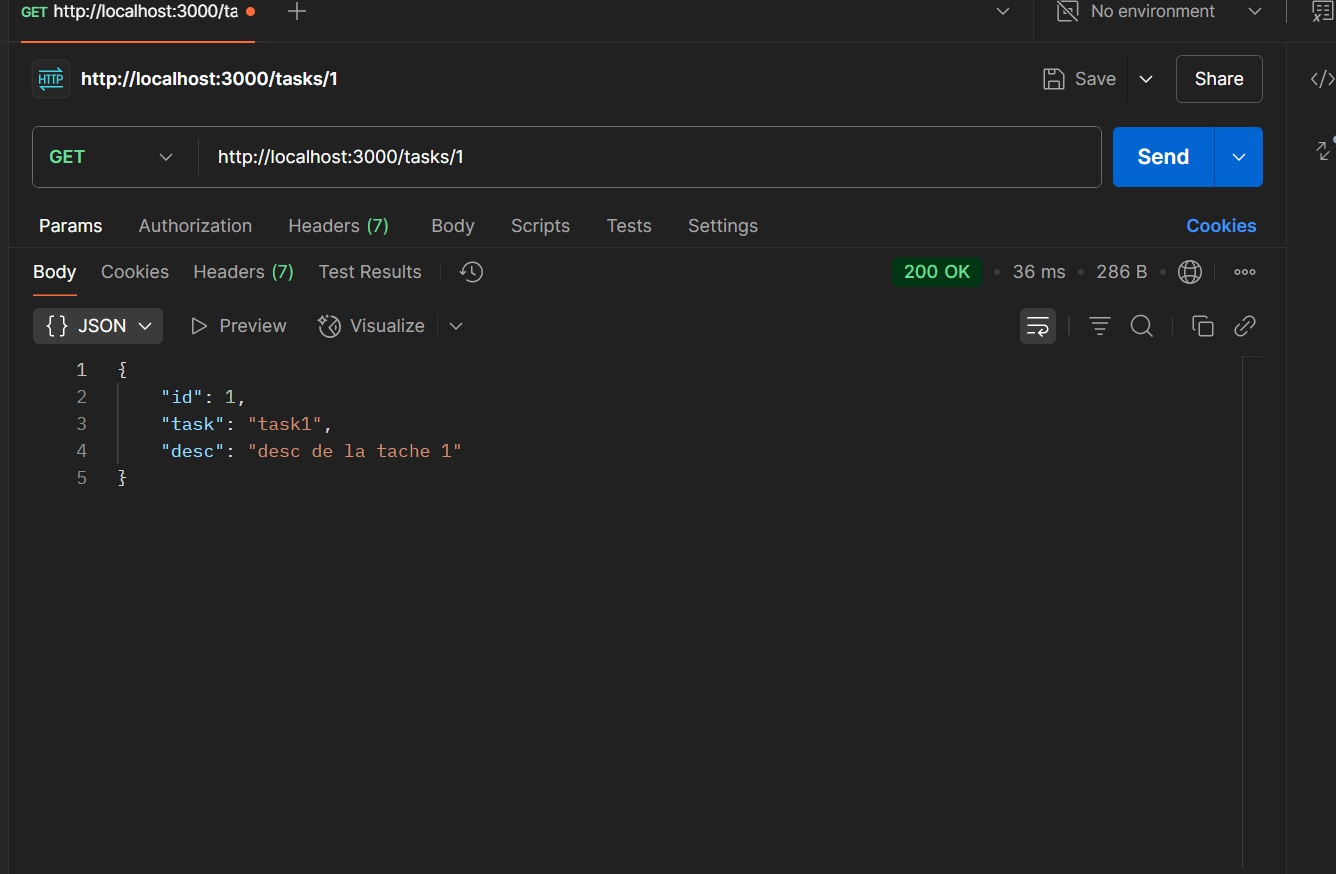 GET http://localhost:3000/ta
No environment
HTTP http://localhost:3000/tasks/1
Save
Share
GET
http://localhost:3000/tasks/1
Send
Params Authorization Headers (7) Body Scripts Tests Settings Cookies
Body Cookies Headers (7) Test Results 200 OK • 36 ms • 286 B
{} JSON Preview Visualize
1 {
2 "id": 1,
3 "task": "task1",
4 "desc": "desc de la tache 1"
5 }